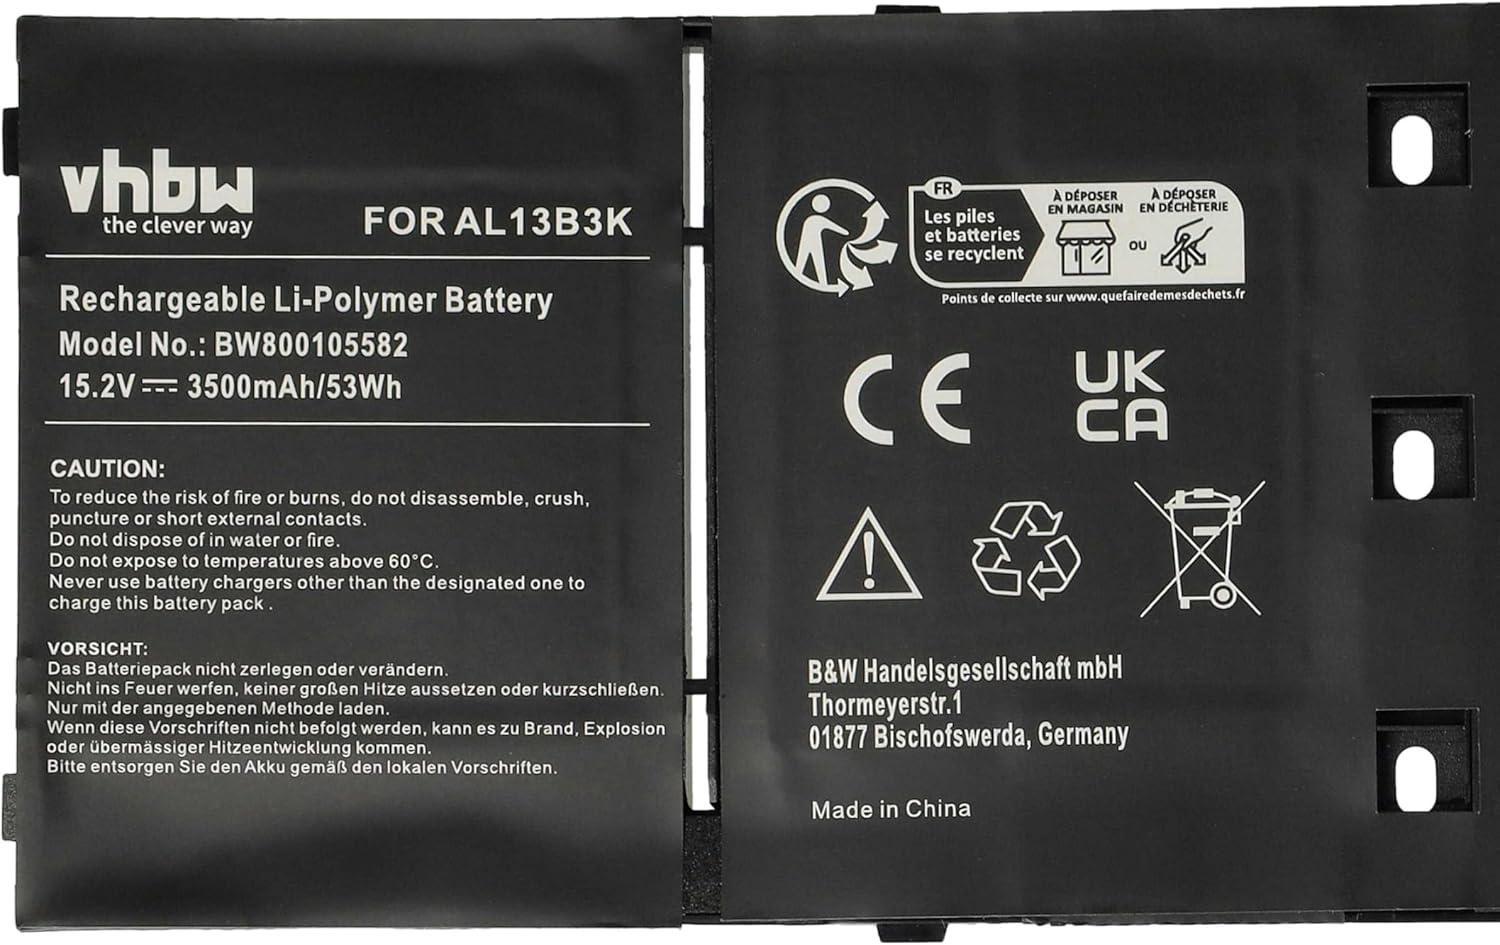 vhbw
the clever way
FOR AL13B3K
Rechargeable Li-Polymer Battery
Model No.: BW800105582
15.2V⎓ 3500mAh/53Wh
CAUTION:
To reduce the risk of fire or burns, do not disassemble, crush,
puncture or short external contacts.
Do not dispose of in water or fire.
Do not expose to temperatures above 60°C.
Never use battery chargers other than the designated one to
charge this battery pack .
VORSICHT:
Das Batteriepack nicht zerlegen oder verändern.
Nicht ins Feuer werfen, keiner großen Hitze aussetzen oder kurzschließen.
Nur mit der angegebenen Methode laden.
Wenn diese Vorschriften nicht befolgt werden, kann es zu Brand, Explosion
oder übermässiger Hitzeentwicklung kommen.
Bitte entsorgen Sie den Akku gemäß den lokalen Vorschriften.
FR
Les piles
et batteries
se recyclent
À DÉPOSER
EN MAGASIN
OU
À DÉPOSER
EN DÉCHÈTERIE
Points de collecte sur www.quefairedemesdechets.fr
CE
UK
CA
B&W Handelsgesellschaft mbH
Thormeyerstr.1
01877 Bischofswerda, Germany
Made in China